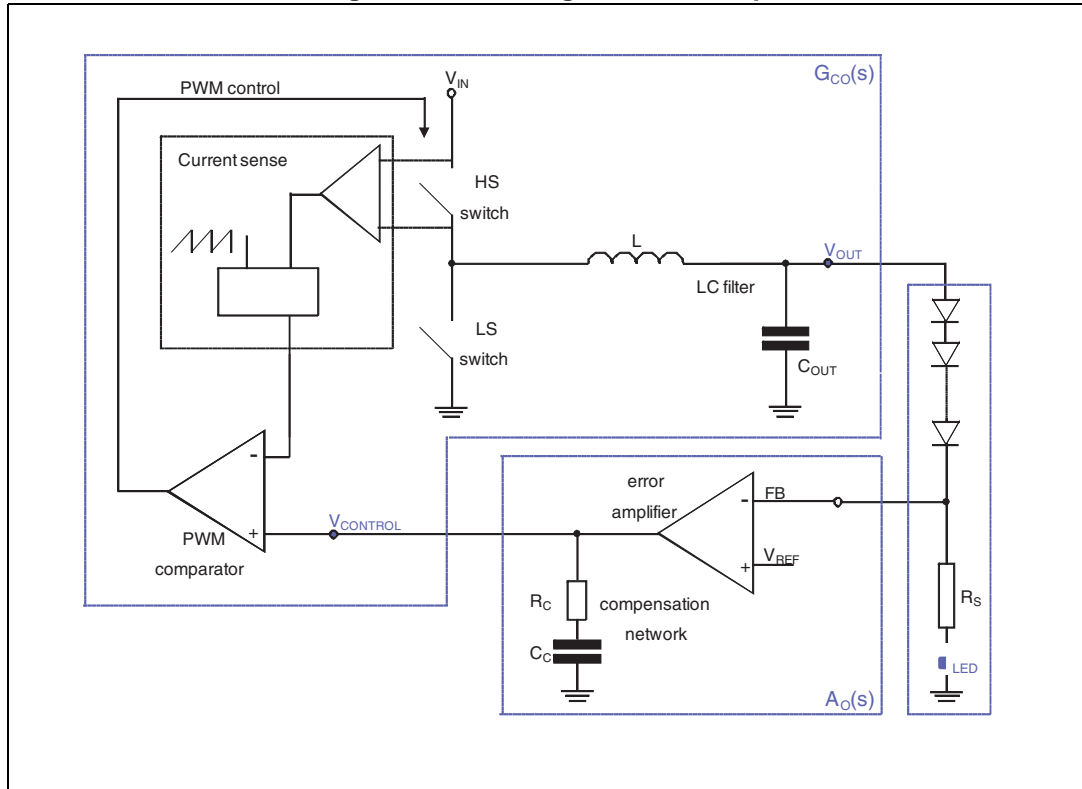 G_CO(s)
V_IN
PWM control
Current sense
HS
switch
L
V_OUT
LC filter
LS
switch
C_OUT
-
+
PWM
comparator
V_CONTROL
error
amplifier
-
FB
+
V_REF
R_C
compensation
network
C_C
R_S
LED
A_O(s)